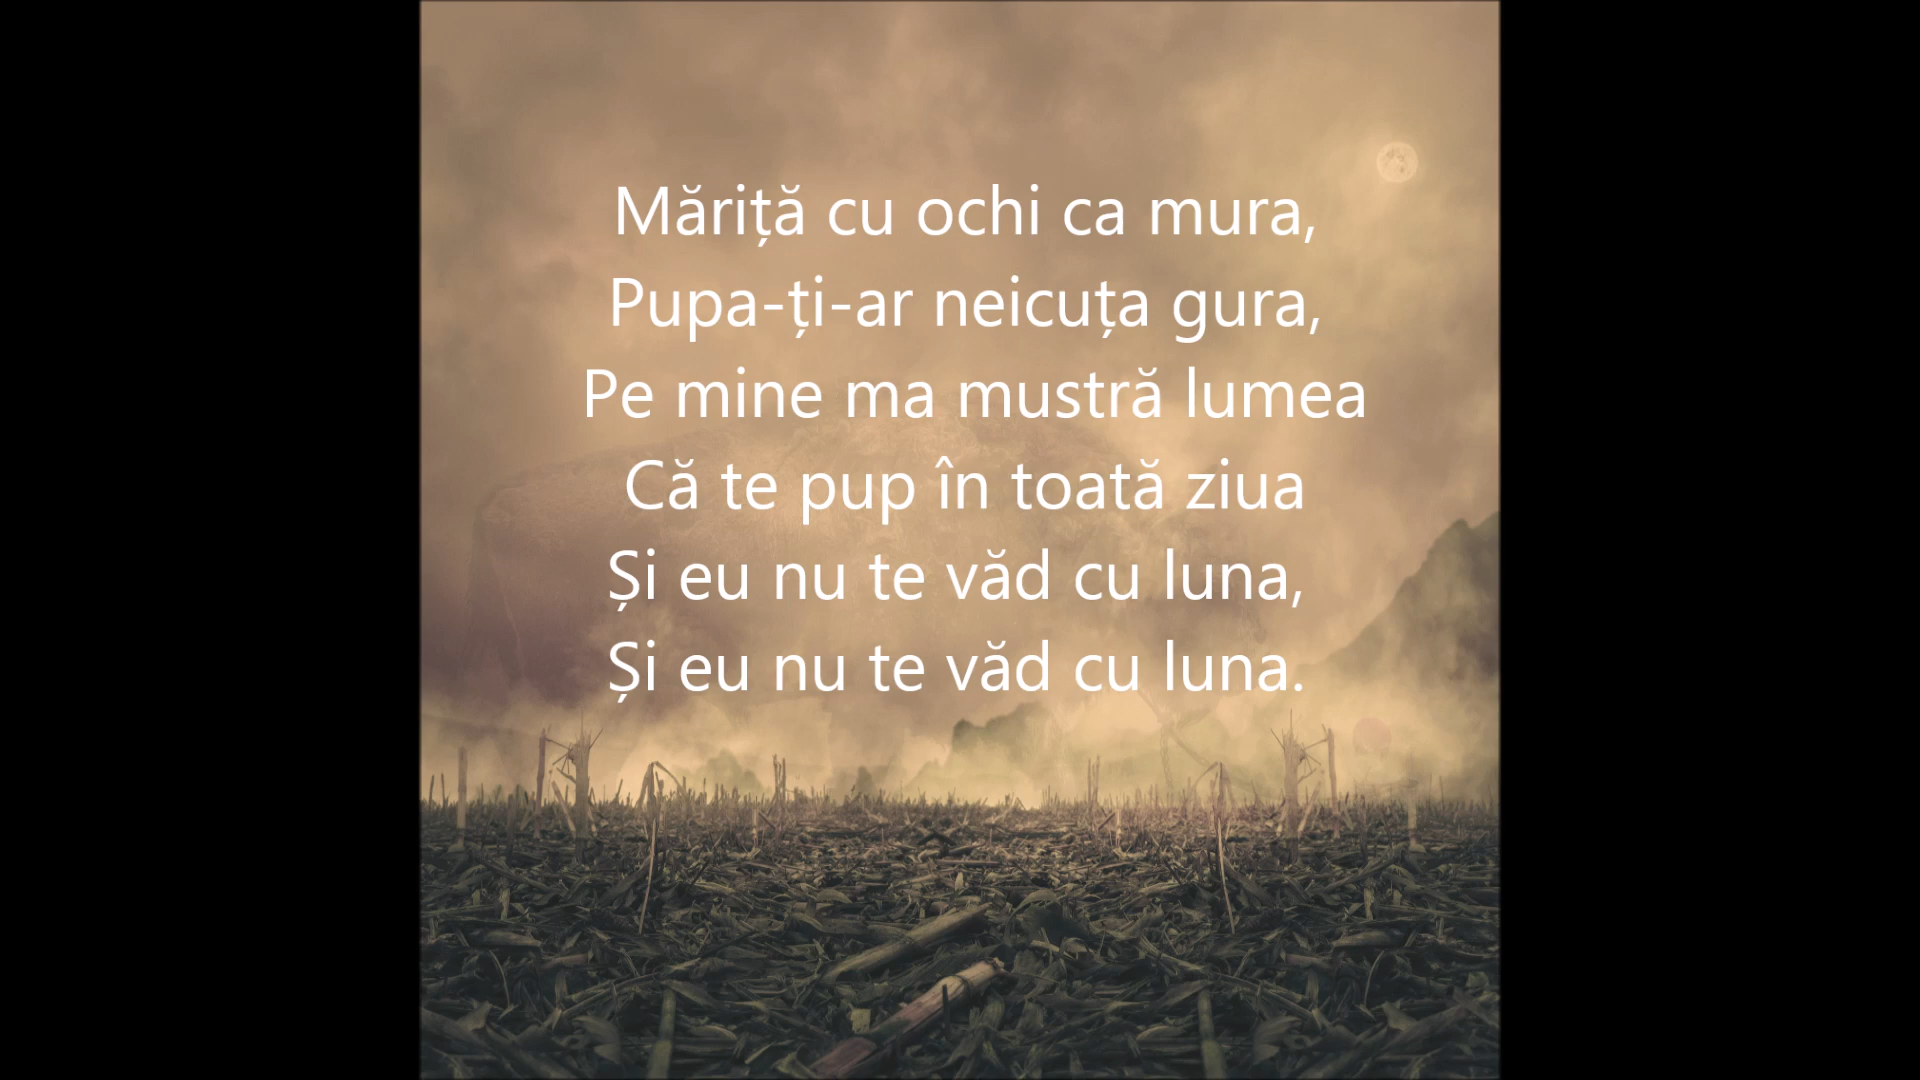 Măriță cu ochi ca mura,
Pupa-ți-ar neicuța gura,
Pe mine ma mustră lumea
Că te pup în toată ziua
Și eu nu te văd cu luna,
Și eu nu te văd cu luna.